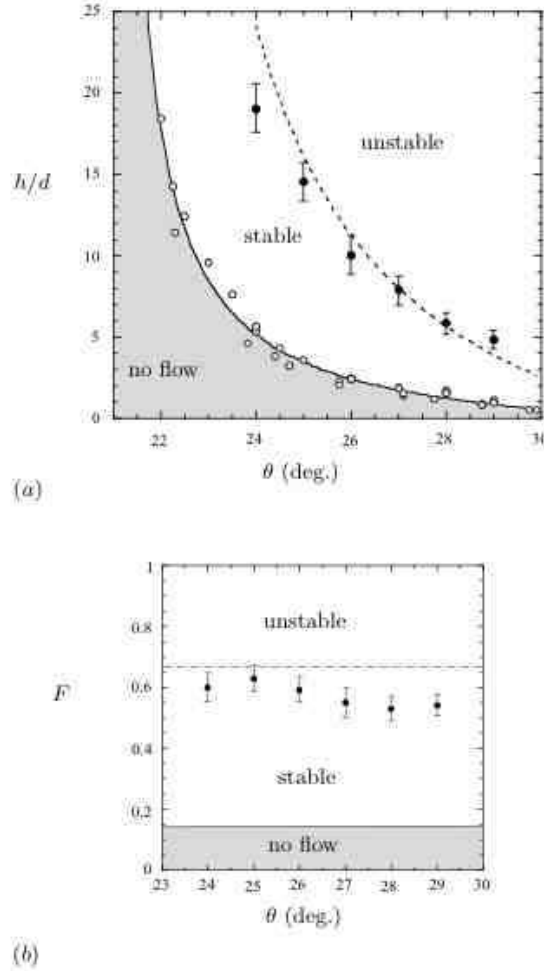 25
20
unstable
h/d
15
stable
10
5
no flow
0
22
24
26
28
30
θ (deg.)
(a)
1
unstable
0.8
F
0.6
0.4
stable
0.2
no flow
0
23
24
25
26
27
28
29
30
θ (deg.)
(b)